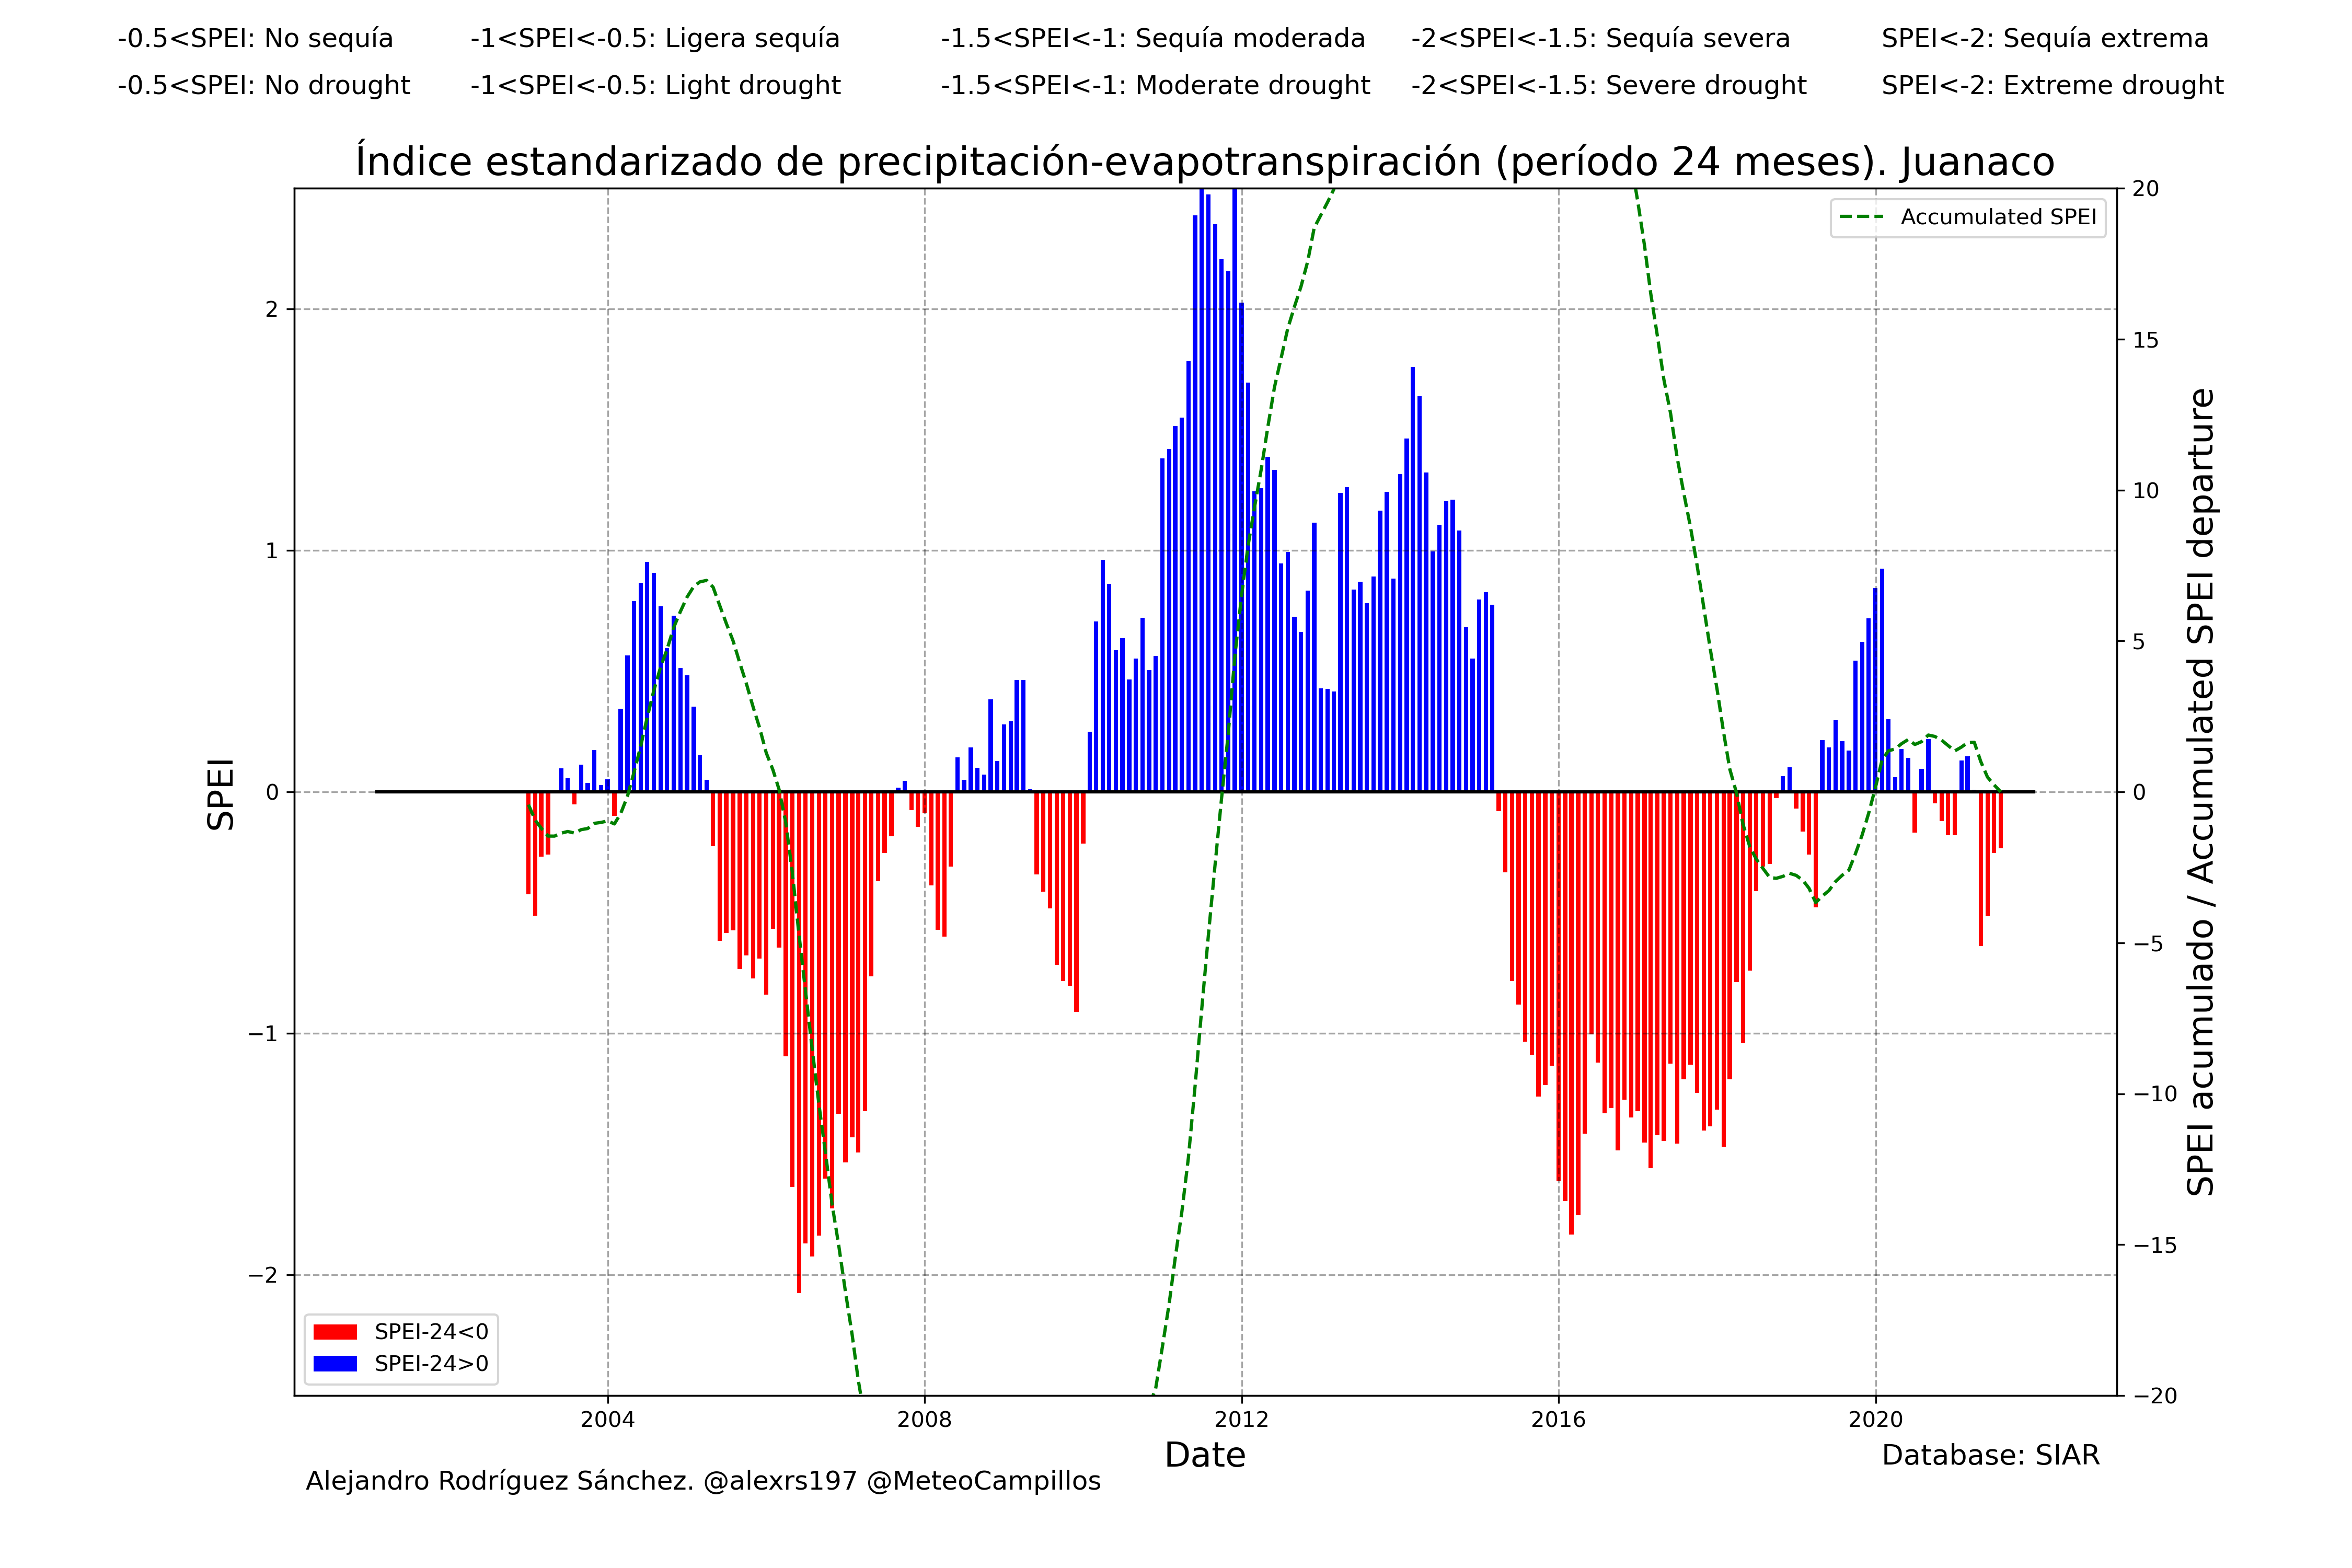 -0.5<SPEI: No sequía -1<SPEI<-0.5: Ligera sequía -1.5<SPEI<-1: Sequía moderada -2<SPEI<-1.5: Sequía severa SPEI<-2: Sequía extrema
-0.5<SPEI: No drought -1<SPEI<-0.5: Light drought -1.5<SPEI<-1: Moderate drought -2<SPEI<-1.5: Severe drought SPEI<-2: Extreme drought
Índice estandarizado de precipitación-evapotranspiración (período 24 meses). Juanaco
Accumulated SPEI
SPEI
2
1
0
−1
−2
20
15
10
5
0
−5
−10
−15
−20
SPEI acumulado / Accumulated SPEI departure
SPEI-24<0
SPEI-24>0
2004 2008 2012 2016 2020
Date
Database: SIAR
Alejandro Rodríguez Sánchez. @alexrs197 @MeteoCampillos